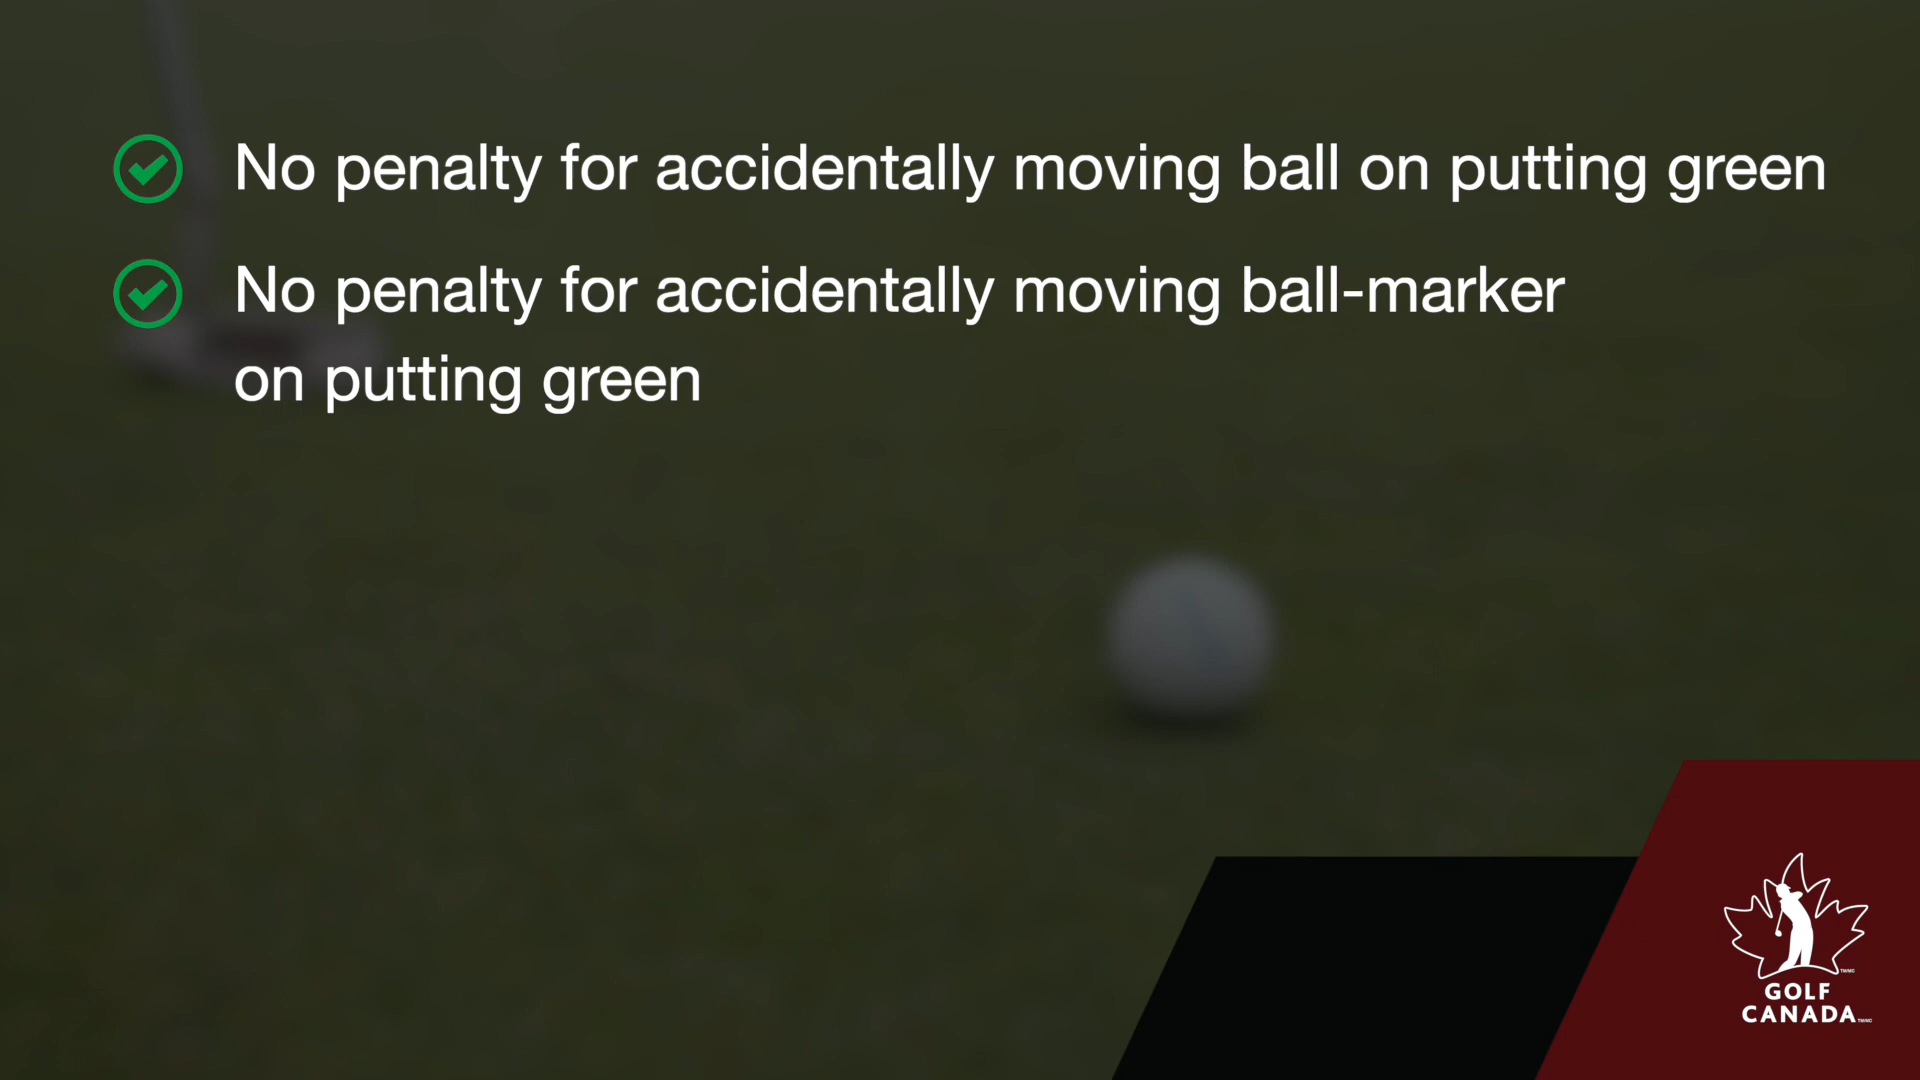 No penalty for accidentally moving ball on putting green
No penalty for accidentally moving ball-marker
on putting green
GOLF
CANADA